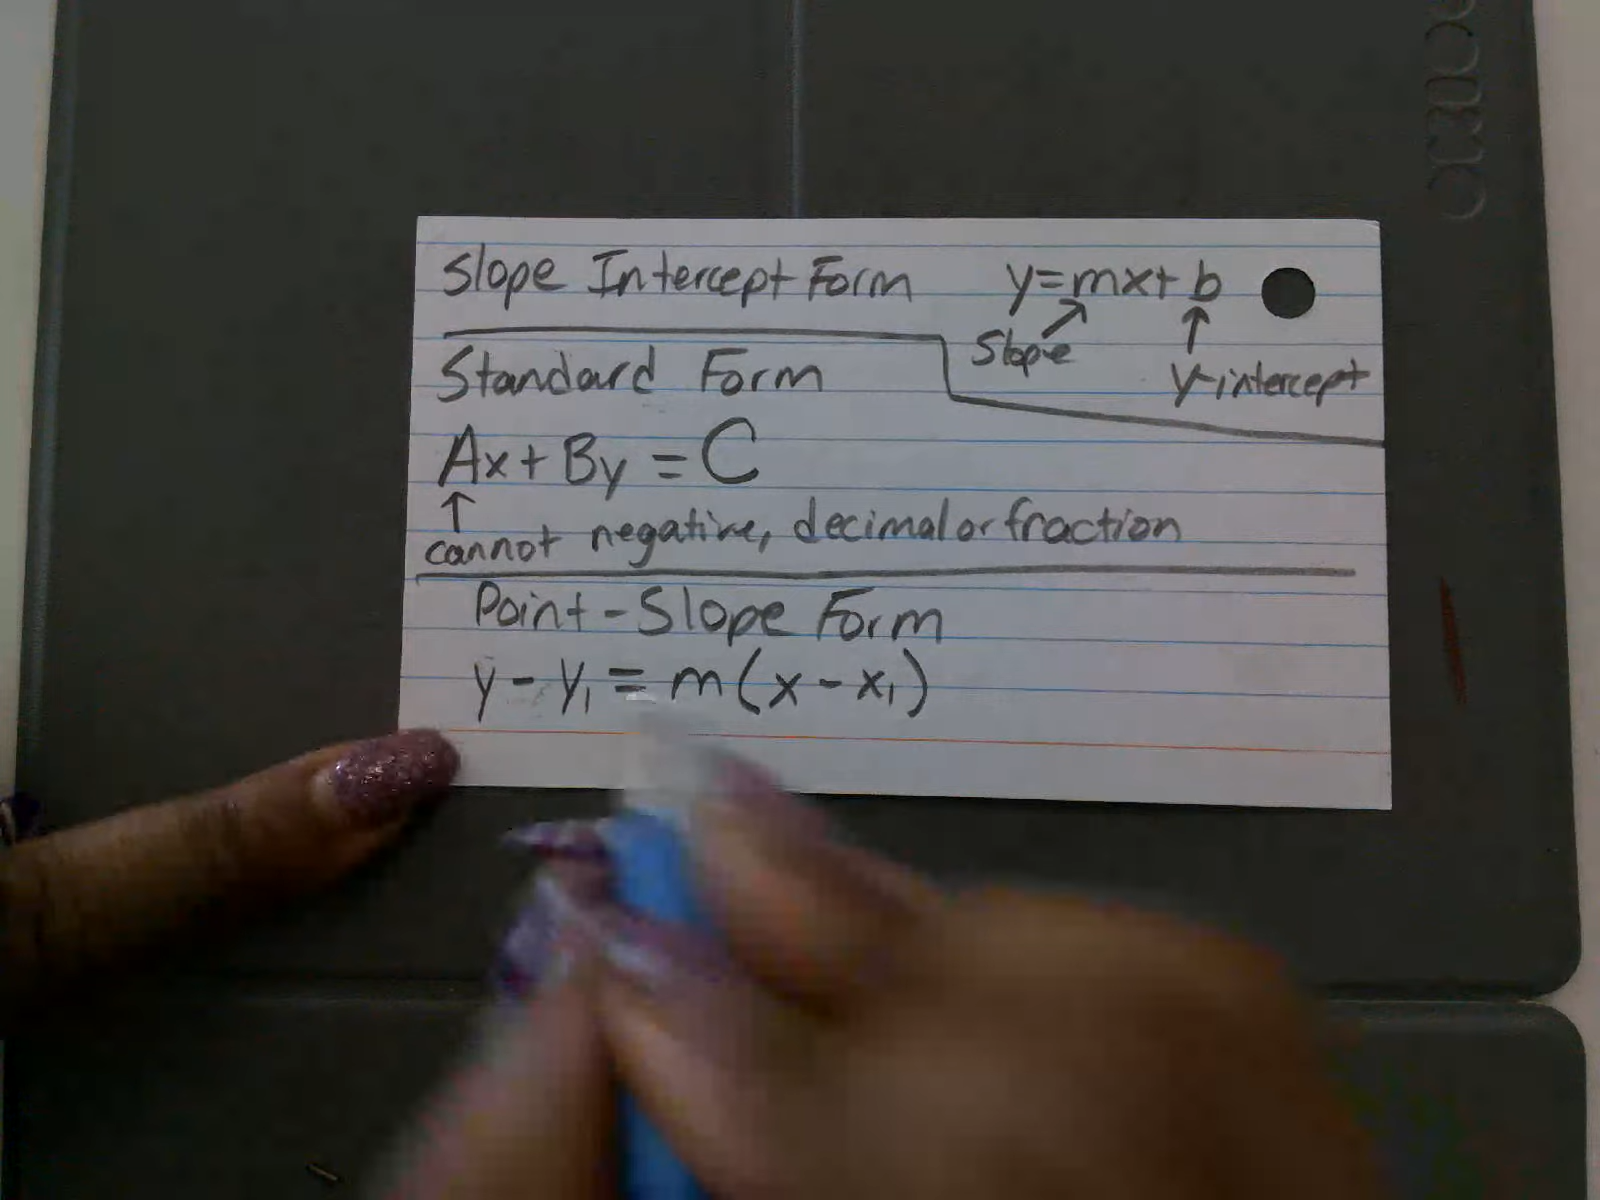 Slope Intercept Form y=mx+b
Slope
y-intercept
Standard Form
Ax + By = C
cannot negative, decimal or fraction
Point-Slope Form
y - y₁ = m(x - x₁)